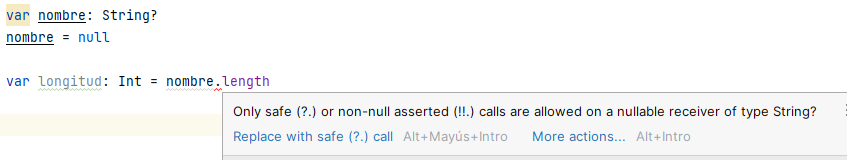 var nombre: String?
nombre = null
var longitud: Int = nombre.length
Only safe (?.) or non-null asserted (!!.) calls are allowed on a nullable receiver of type String?
Replace with safe (?.) call Alt+Mayús+Intro More actions... Alt+Intro